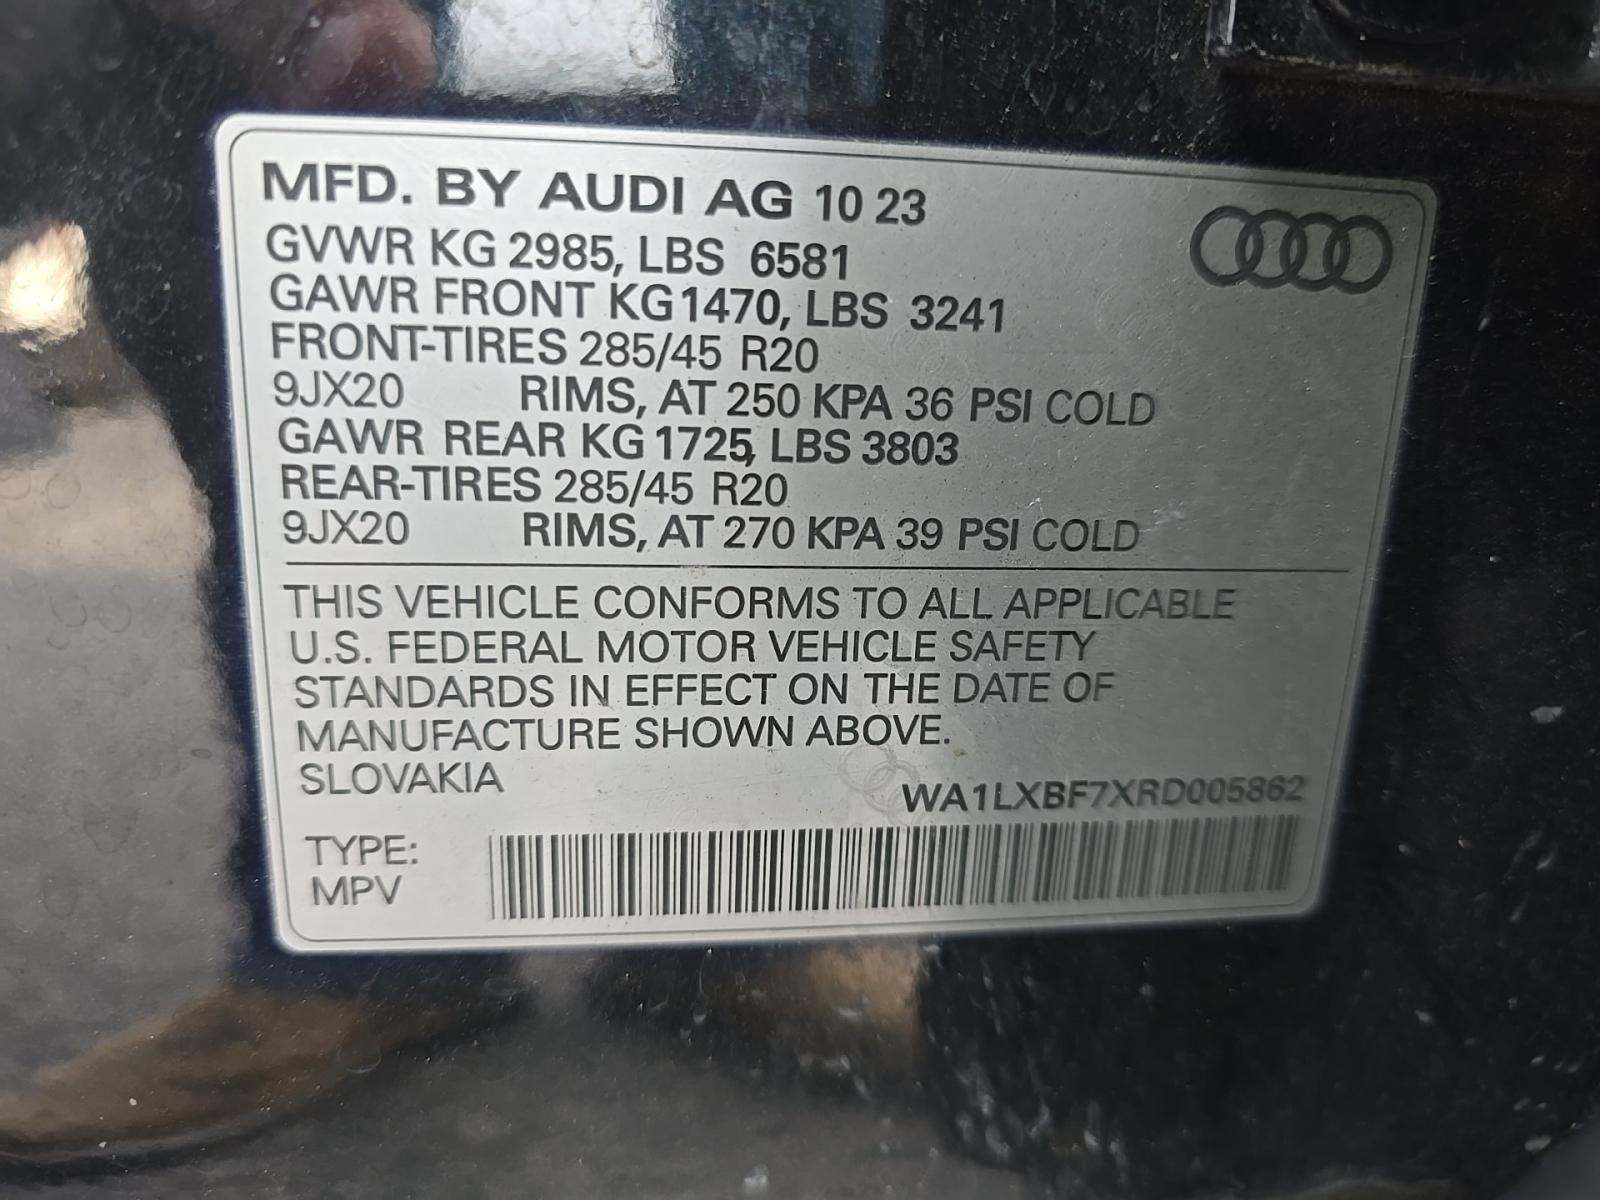 MFD. BY AUDI AG 10 23
GVWR KG 2985, LBS 6581
GAWR FRONT KG 1470, LBS 3241
FRONT-TIRES 285/45 R20
9JX20 RIMS, AT 250 KPA 36 PSI COLD
GAWR REAR KG 1725, LBS 3803
REAR-TIRES 285/45 R20
9JX20 RIMS, AT 270 KPA 39 PSI COLD
THIS VEHICLE CONFORMS TO ALL APPLICABLE
U.S. FEDERAL MOTOR VEHICLE SAFETY
STANDARDS IN EFFECT ON THE DATE OF
MANUFACTURE SHOWN ABOVE.
SLOVAKIA
WA1LXBF7XRD005862
TYPE:
MPV